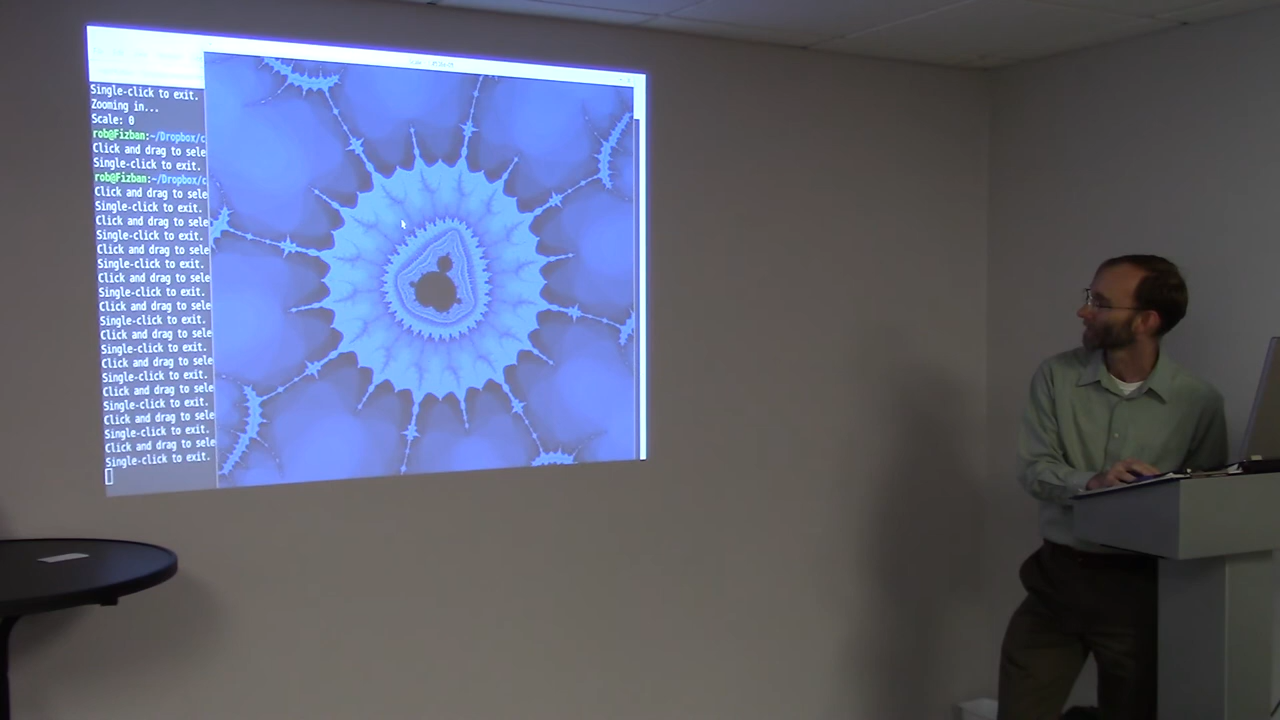 Single-click to exit.
Zooming in...
Scale: 0
rob@Fizban:~/Dropbox/c
Click and drag to sele
Single-click to exit.
rob@Fizban:~/Dropbox/c
Click and drag to sele
Single-click to exit.
Click and drag to sele
Single-click to exit.
Click and drag to sele
Single-click to exit.
Click and drag to sele
Single-click to exit.
Click and drag to sele
Single-click to exit.
Click and drag to sele
Single-click to exit.
Click and drag to sele
Single-click to exit.
Click and drag to sele
Single-click to exit.
Click and drag to sele
Single-click to exit.
Click and drag to sele
Single-click to exit.